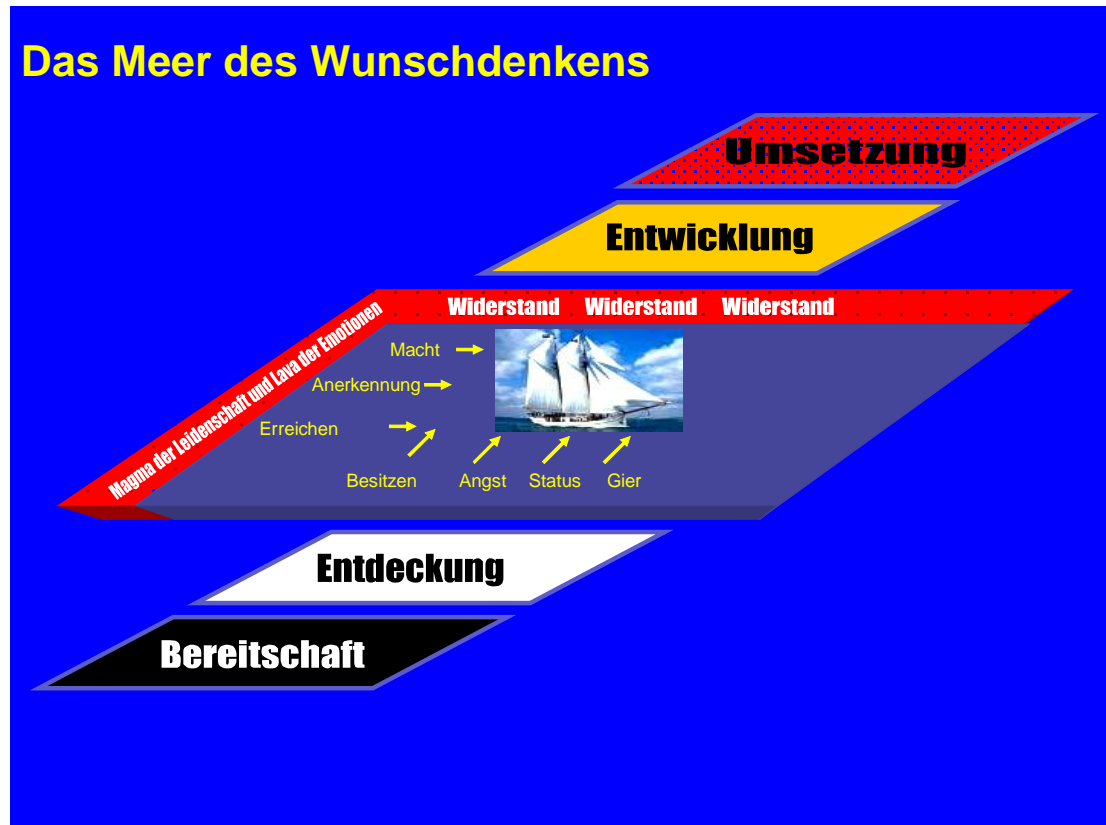 Das Meer des Wunschdenkens
Umsetzung
Entwicklung
Widerstand Widerstand Widerstand
Magma der Leidenschaft und Lava der Emotionen
Macht
Anerkennung
Erreichen
Besitzen Angst Status Gier
Entdeckung
Bereitschaft